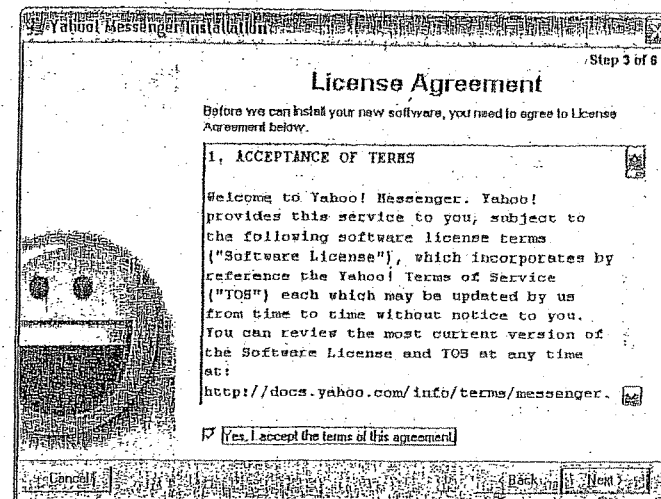 Yahoo! Messenger Installation
Step 3 of 6
License Agreement
Before we can install your new software, you need to agree to License
Agreement below.
1. ACCEPTANCE OF TERMS
Welcome to Yahoo! Messenger. Yahoo!
provides this service to you, subject to
the following software license terms
("Software License"), which incorporates by
reference the Yahoo! Terms of Service
("TOS") each which may be updated by us
from time to time without notice to you.
You can review the most current version of
the Software License and TOS at any time
at:
http://docs.yahoo.com/info/terms/messenger.
Yes, I accept the terms of this agreement
Cancel
< Back
Next >